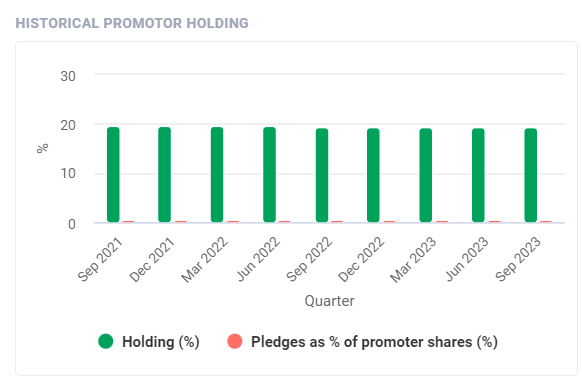 HISTORICAL PROMOTOR HOLDING
30
20
10
0
%
Sep 2021
Dec 2021
Mar 2022
Jun 2022
Sep 2022
Dec 2022
Mar 2023
Jun 2023
Sep 2023
Quarter
Holding (%) Pledges as % of promoter shares (%)